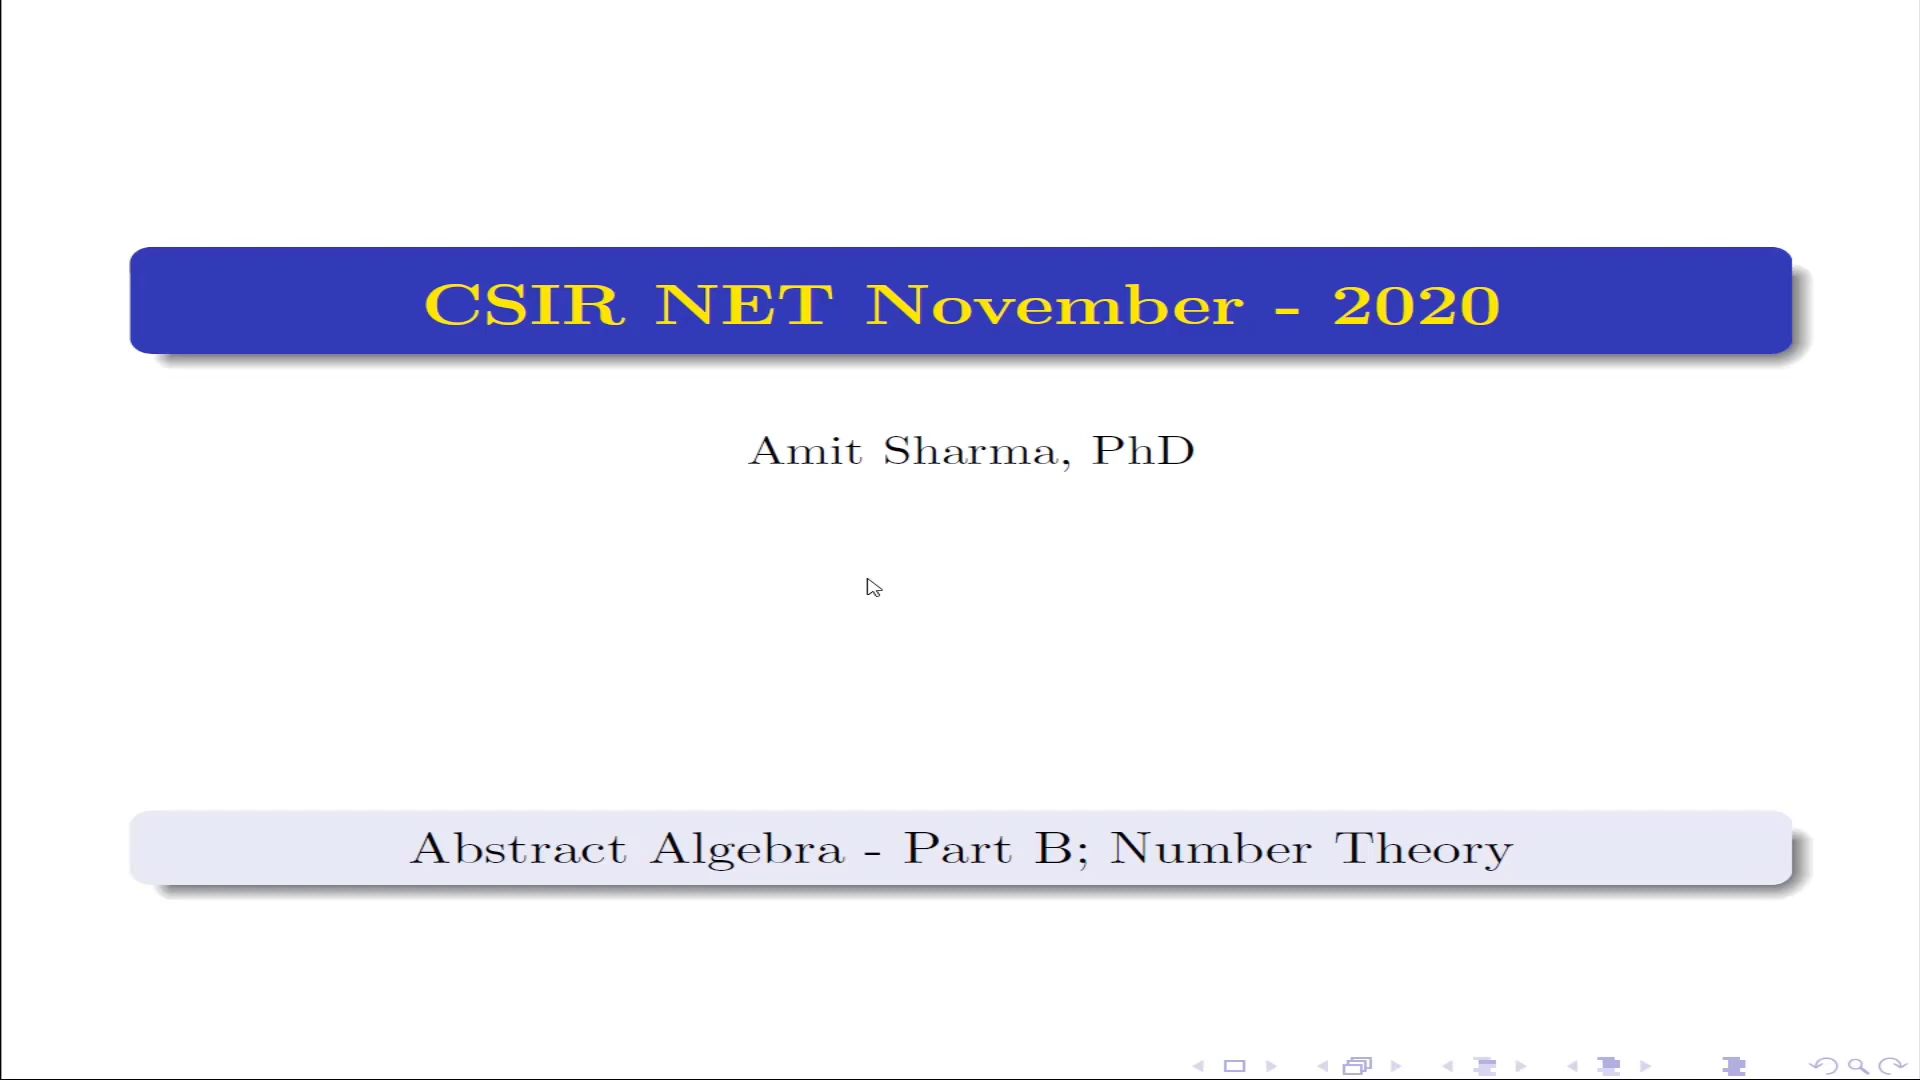 CSIR NET November - 2020
Amit Sharma, PhD
Abstract Algebra - Part B; Number Theory